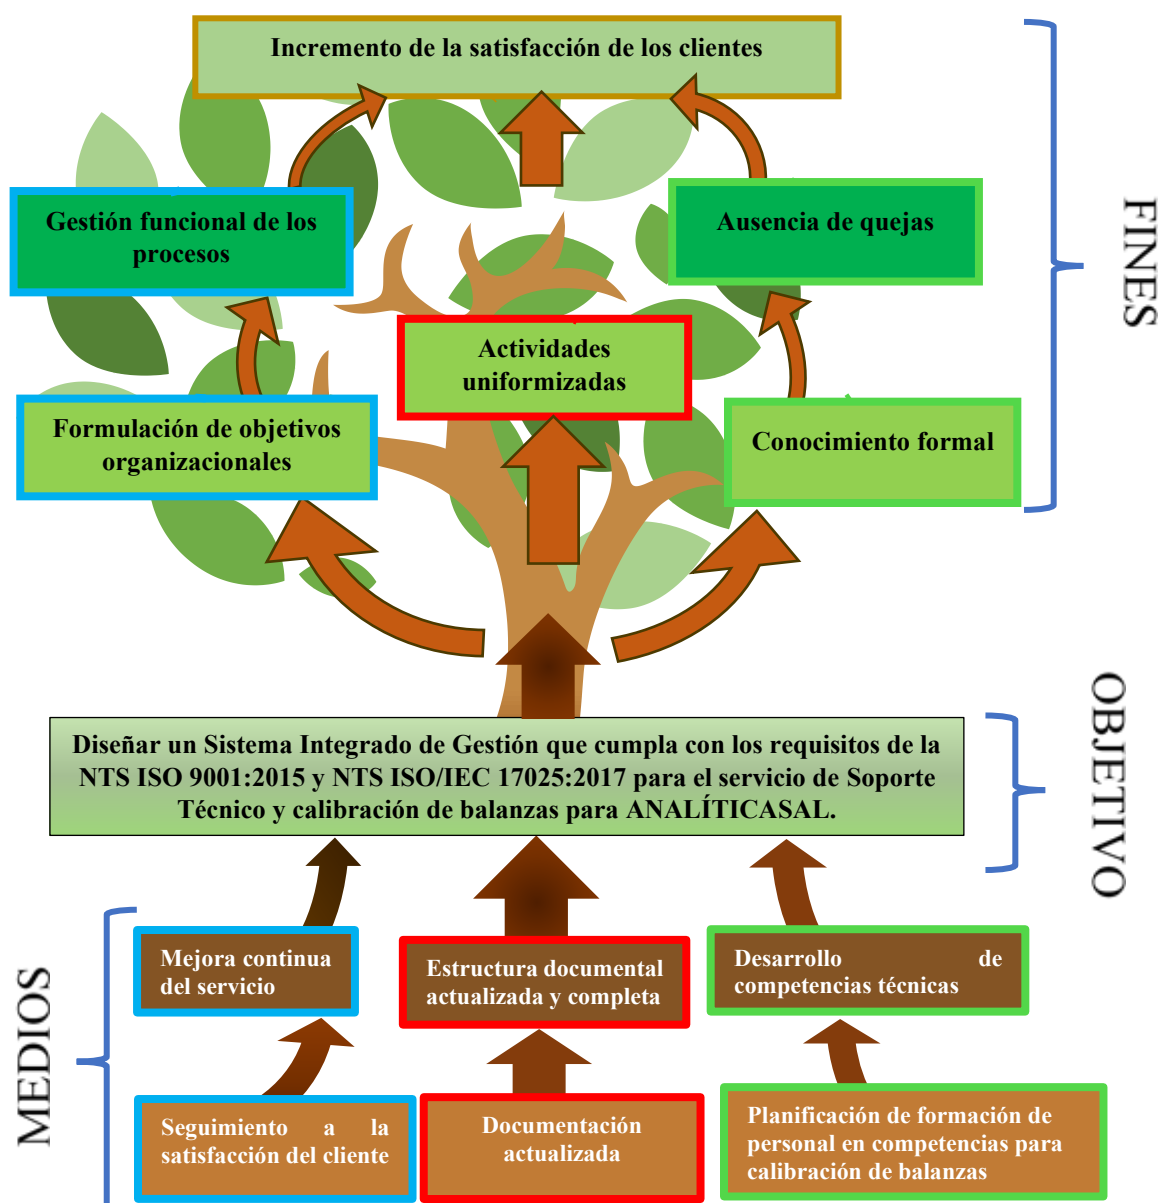 Incremento de la satisfacción de los clientes
Gestión funcional de los
procesos
Ausencia de quejas
Actividades
uniformizadas
Formulación de objetivos
organizacionales
Conocimiento formal
FINES
Diseñar un Sistema Integrado de Gestión que cumpla con los requisitos de la
NTS ISO 9001:2015 y NTS ISO/IEC 17025:2017 para el servicio de Soporte
Técnico y calibración de balanzas para ANALÍTICASAL.
OBJETIVO
Mejora continua
del servicio
Estructura documental
actualizada y completa
Desarrollo de
competencias técnicas
Seguimiento a la
satisfacción del cliente
Documentación
actualizada
Planificación de formación de
personal en competencias para
calibración de balanzas
MEDIOS